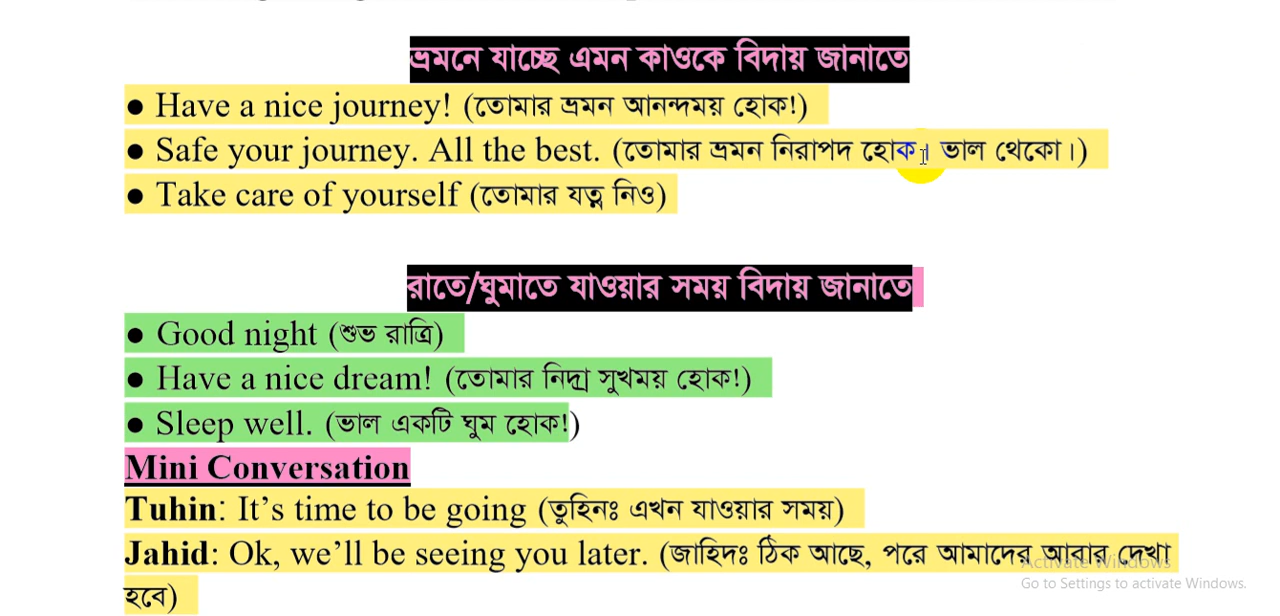 ভ্রমনে যাচ্ছে এমন কাওকে বিদায় জানাতে
● Have a nice journey! (তোমার ভ্রমন আনন্দময় হোক!)
● Safe your journey. All the best. (তোমার ভ্রমন নিরাপদ হোক। ভাল থেকো।)
● Take care of yourself (তোমার যত্ন নিও)
রাতে/ঘুমাতে যাওয়ার সময় বিদায় জানাতে
● Good night (শুভ রাত্রি)
● Have a nice dream! (তোমার নিদ্রা সুখময় হোক!)
● Sleep well. (ভাল একটি ঘুম হোক!)
Mini Conversation
Tuhin: It’s time to be going (তুহিনঃ এখন যাওয়ার সময়)
Jahid: Ok, we’ll be seeing you later. (জাহিদঃ ঠিক আছে, পরে আমাদের আবার দেখা
হবে)
Activate Windows
Go to Settings to activate Windows.